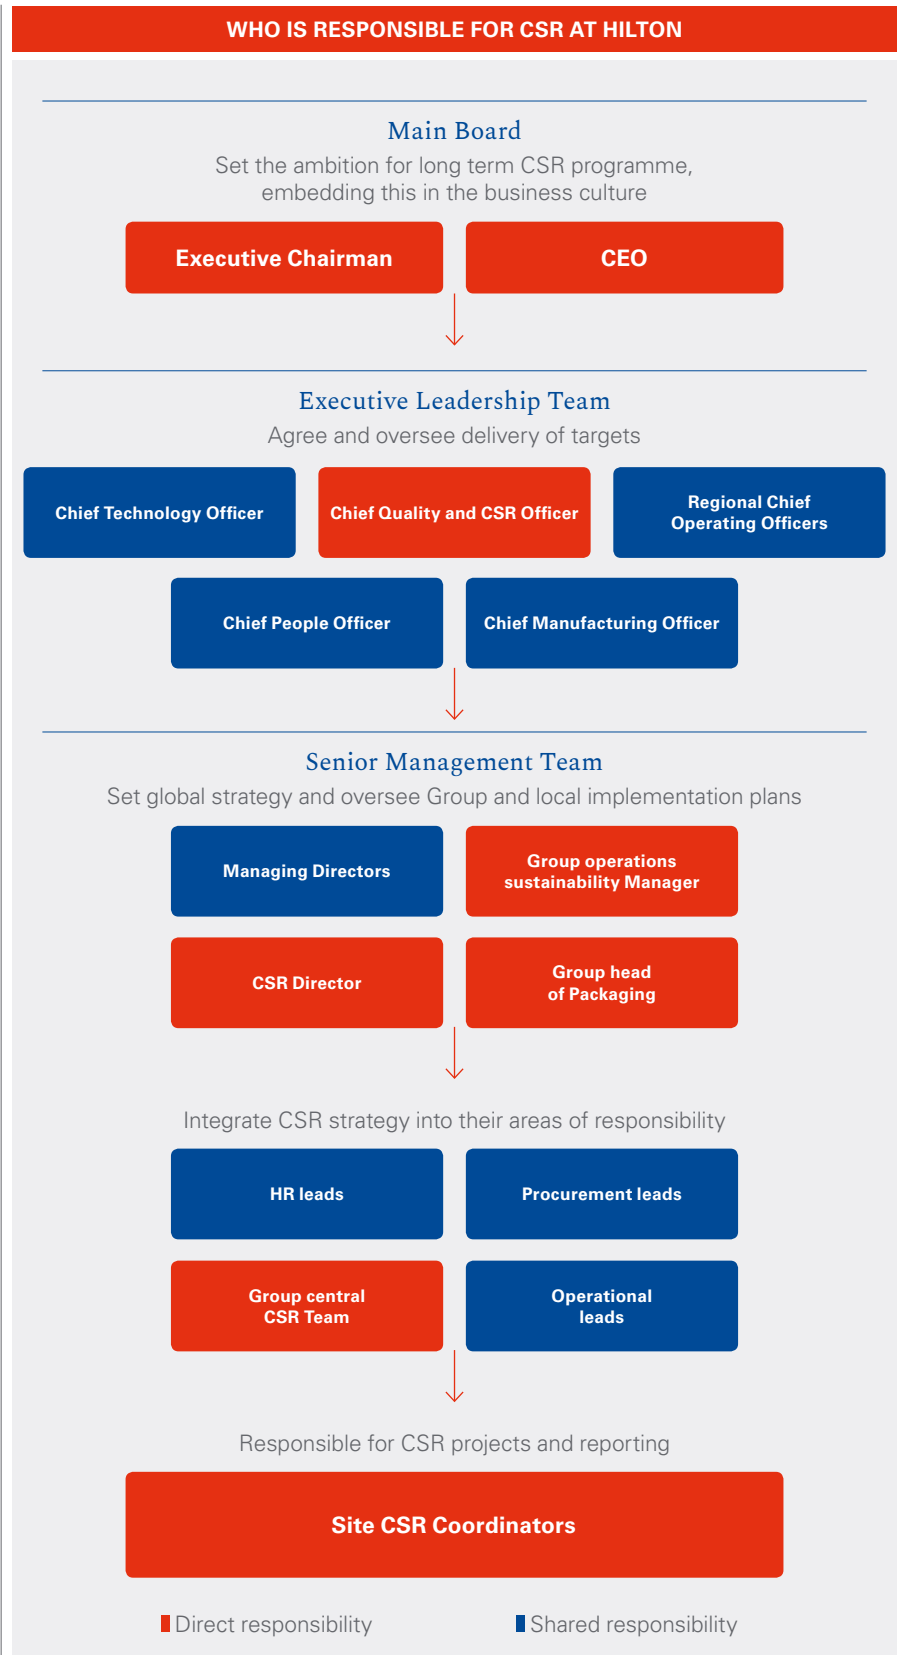 WHO IS RESPONSIBLE FOR CSR AT HILTON
Main Board
Set the ambition for long term CSR programme,
embedding this in the business culture
Executive Chairman
CEO
Executive Leadership Team
Agree and oversee delivery of targets
Chief Technology Officer
Chief Quality and CSR Officer
Regional Chief
Operating Officers
Chief People Officer
Chief Manufacturing Officer
Senior Management Team
Set global strategy and oversee Group and local implementation plans
Managing Directors
Group operations
sustainability Manager
CSR Director
Group head
of Packaging
Integrate CSR strategy into their areas of responsibility
HR leads
Procurement leads
Group central
CSR Team
Operational
leads
Responsible for CSR projects and reporting
Site CSR Coordinators
Direct responsibility
Shared responsibility